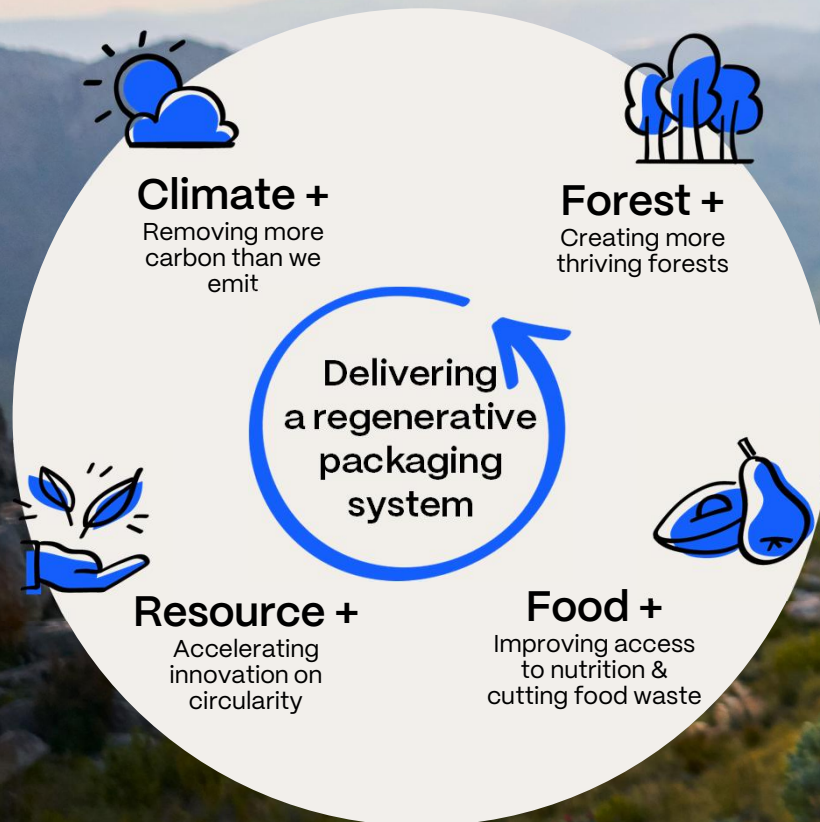 Climate +
Removing more
carbon than we
emit
Forest +
Creating more
thriving forests
Delivering
a regenerative
packaging
system
Resource +
Accelerating
innovation on
circularity
Food +
Improving access
to nutrition &
cutting food waste